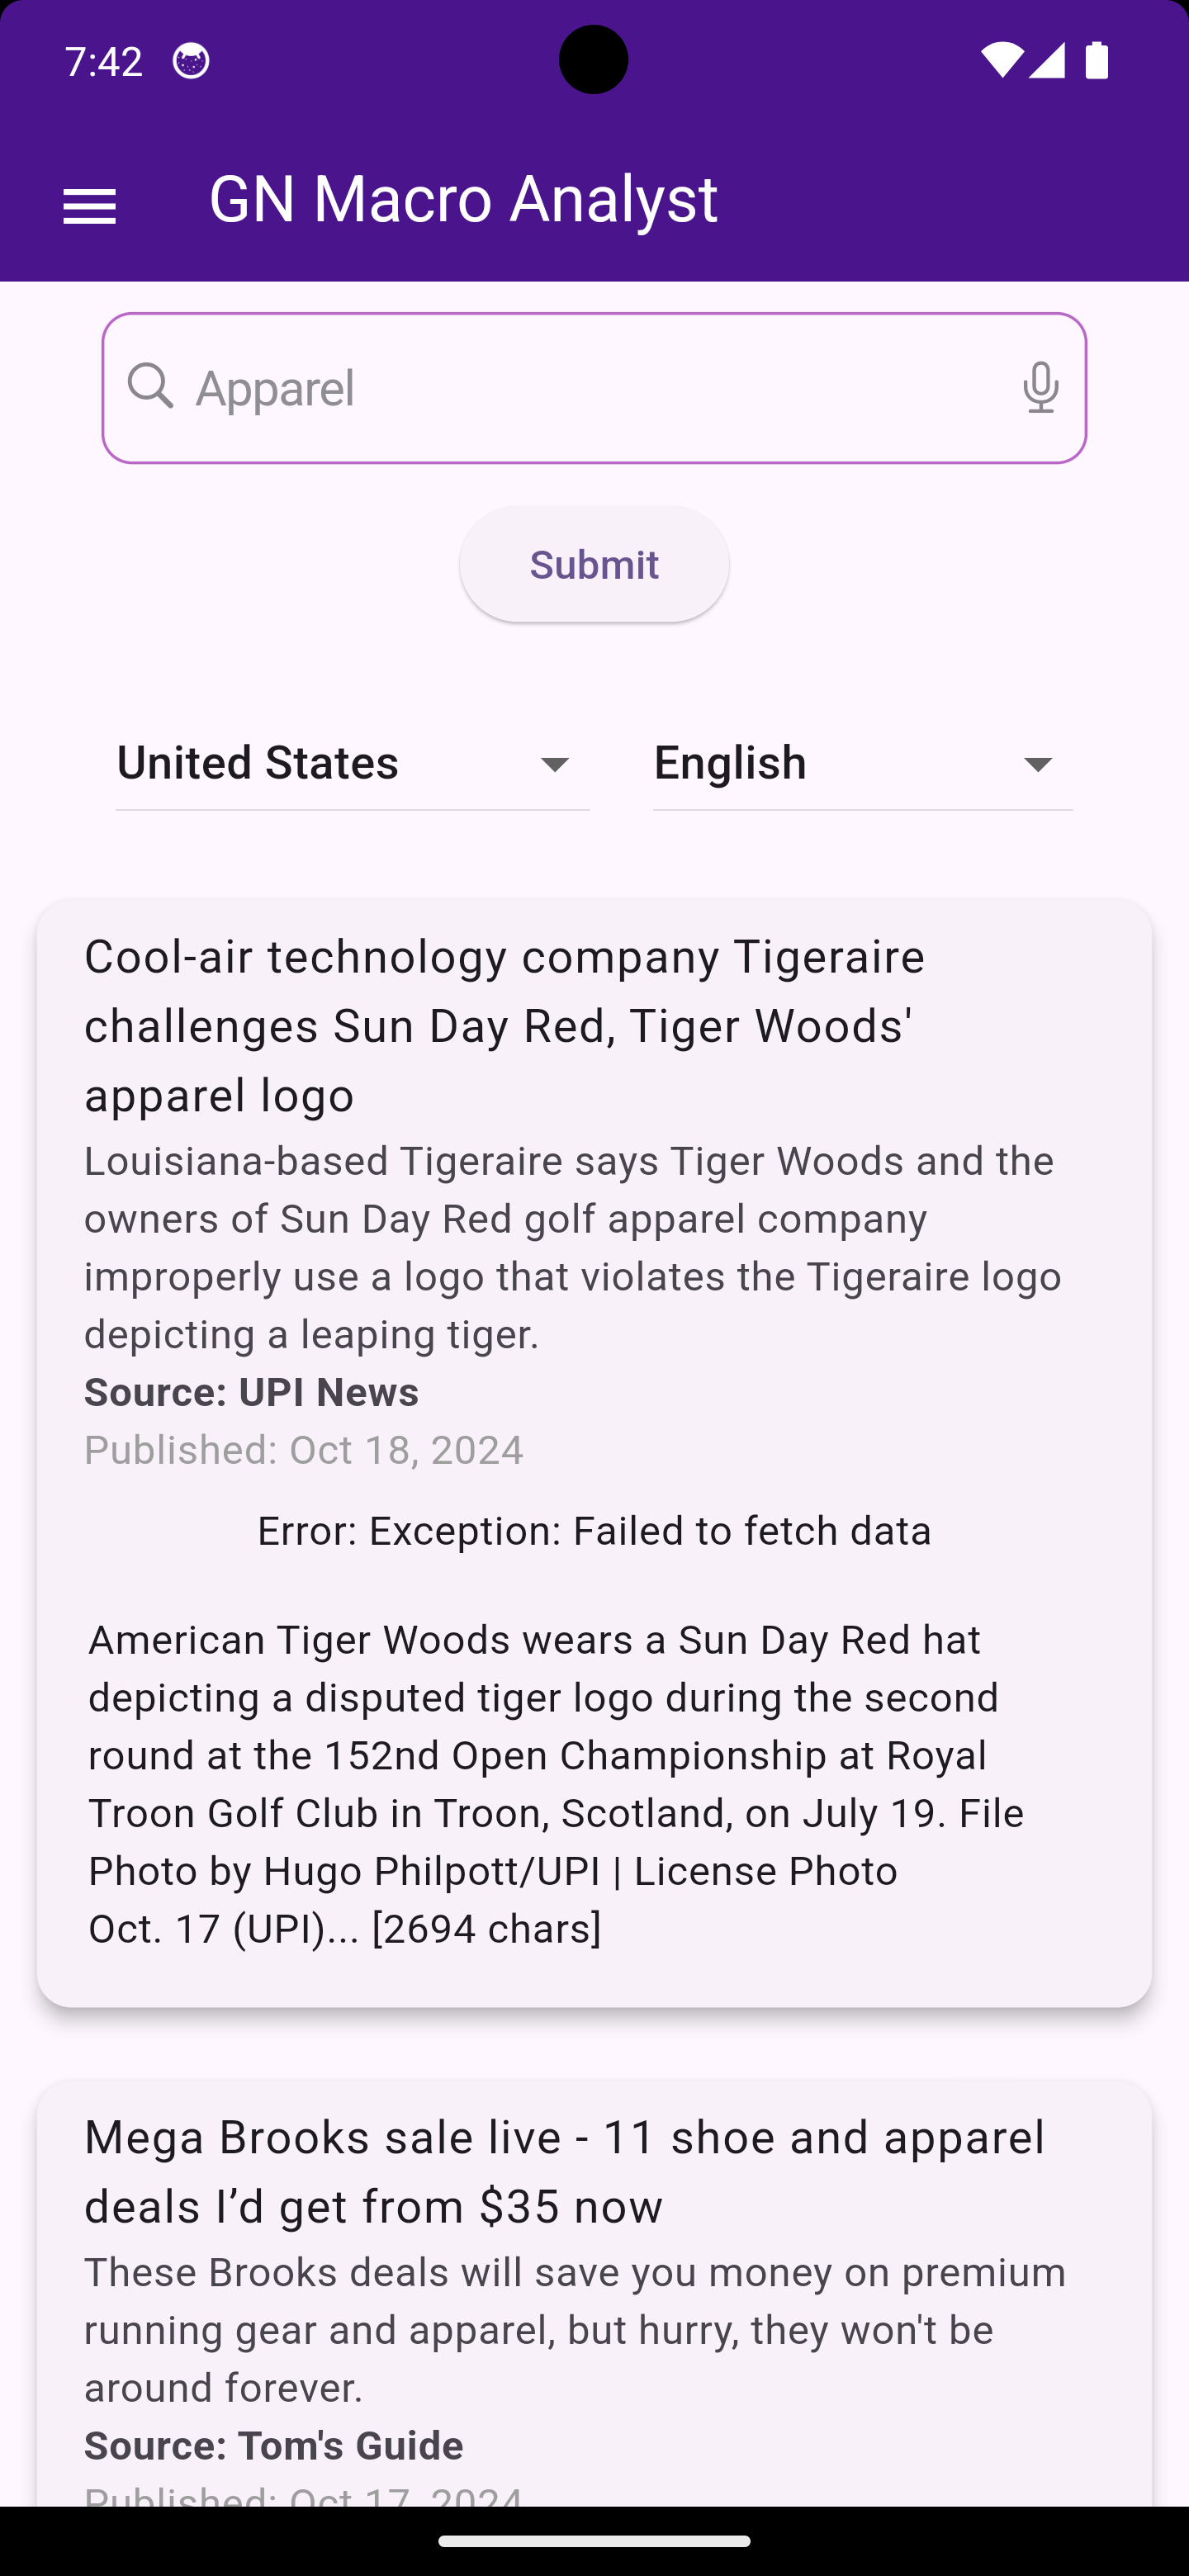 7:42
GN Macro Analyst
Apparel
Submit
United States
English
Cool-air technology company Tigeraire
challenges Sun Day Red, Tiger Woods'
apparel logo
Louisiana-based Tigeraire says Tiger Woods and the
owners of Sun Day Red golf apparel company
improperly use a logo that violates the Tigeraire logo
depicting a leaping tiger.
Source: UPI News
Published: Oct 18, 2024
Error: Exception: Failed to fetch data
American Tiger Woods wears a Sun Day Red hat
depicting a disputed tiger logo during the second
round at the 152nd Open Championship at Royal
Troon Golf Club in Troon, Scotland, on July 19. File
Photo by Hugo Philpott/UPI | License Photo
Oct. 17 (UPI)... [2694 chars]
Mega Brooks sale live - 11 shoe and apparel
deals I’d get from $35 now
These Brooks deals will save you money on premium
running gear and apparel, but hurry, they won't be
around forever.
Source: Tom's Guide
Published: Oct 17, 2024